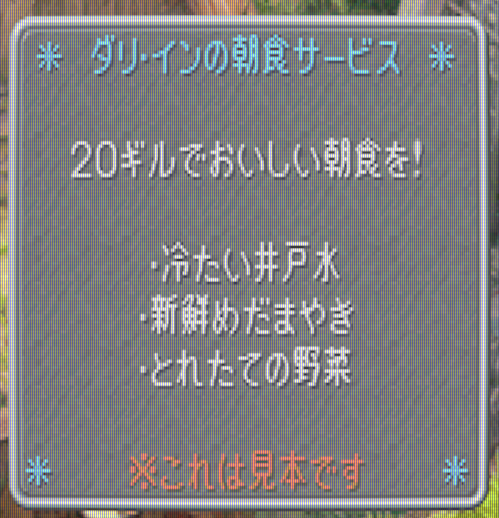 ＊ ダリ・インの朝食サービス ＊
20ギルでおいしい朝食を!
・冷たい井戸水
・新鮮めだまやき
・とれたての野菜
＊ ※これは見本です ＊